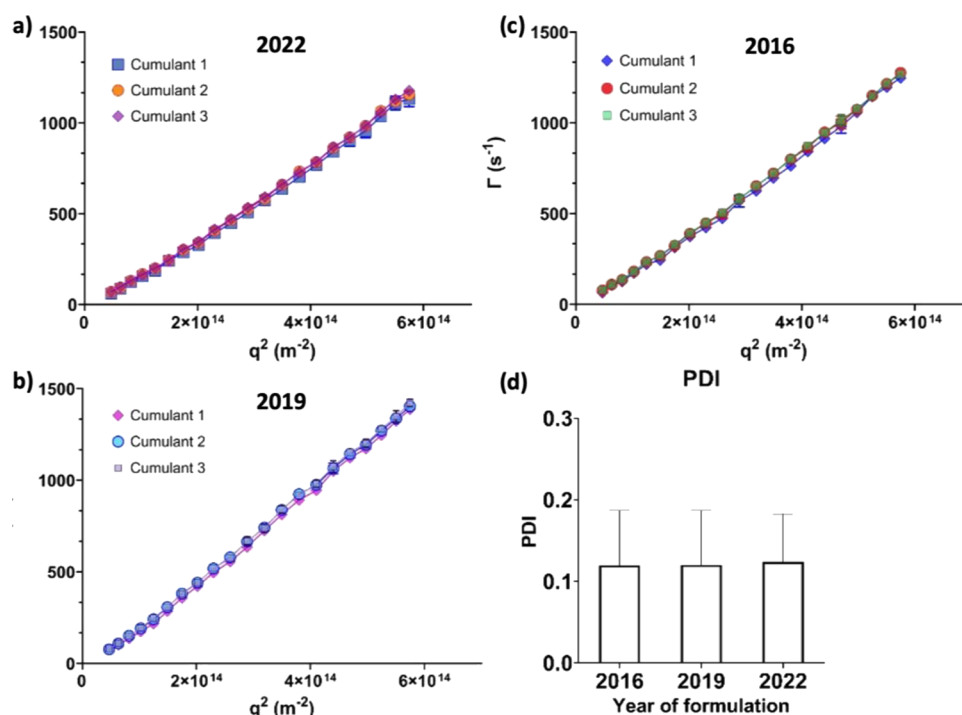 a)
2022
1500
1000
500
0
Cumulant 1
Cumulant 2
Cumulant 3
0
2×10¹⁴
4×10¹⁴
6×10¹⁴
q² (m⁻²)
(c)
2016
1500
1000
500
0
Γ (s⁻¹)
Cumulant 1
Cumulant 2
Cumulant 3
0
2×10¹⁴
4×10¹⁴
6×10¹⁴
q² (m⁻²)
b)
2019
1500
1000
500
0
Cumulant 1
Cumulant 2
Cumulant 3
0
2×10¹⁴
4×10¹⁴
6×10¹⁴
q² (m⁻²)
(d)
PDI
0.3
0.2
0.1
0.0
PDI
2016 2019 2022
Year of formulation